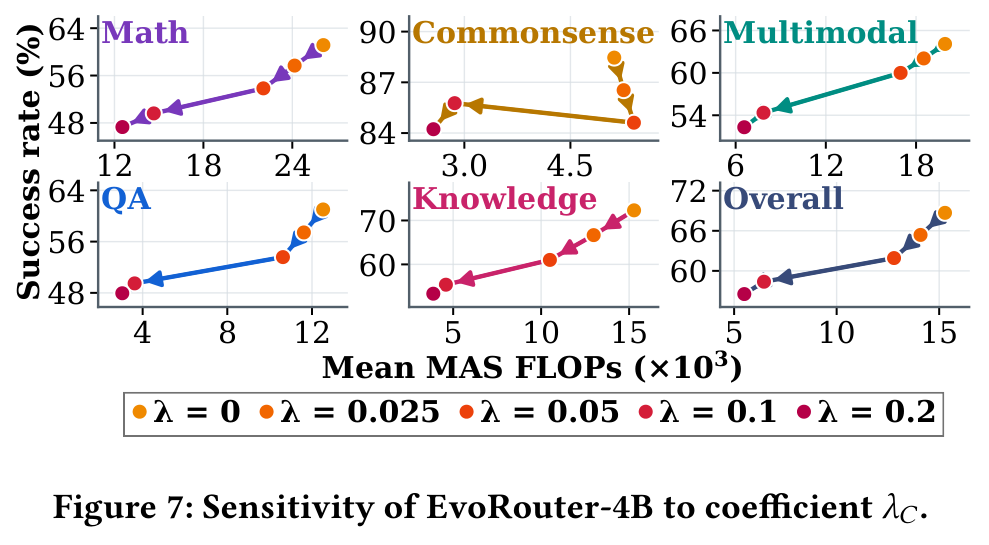 Success rate (%)
Math
64
56
48
12 18 24
Commonsense
90
87
84
3.0 4.5
Multimodal
66
60
54
6 12 18
QA
64
56
48
4 8 12
Knowledge
70
60
5 10 15
Overall
72
66
60
5 10 15
Mean MAS FLOPs (×10³)
λ = 0 λ = 0.025 λ = 0.05 λ = 0.1 λ = 0.2
Figure 7: Sensitivity of EvoRouter-4B to coefficient λ_C.